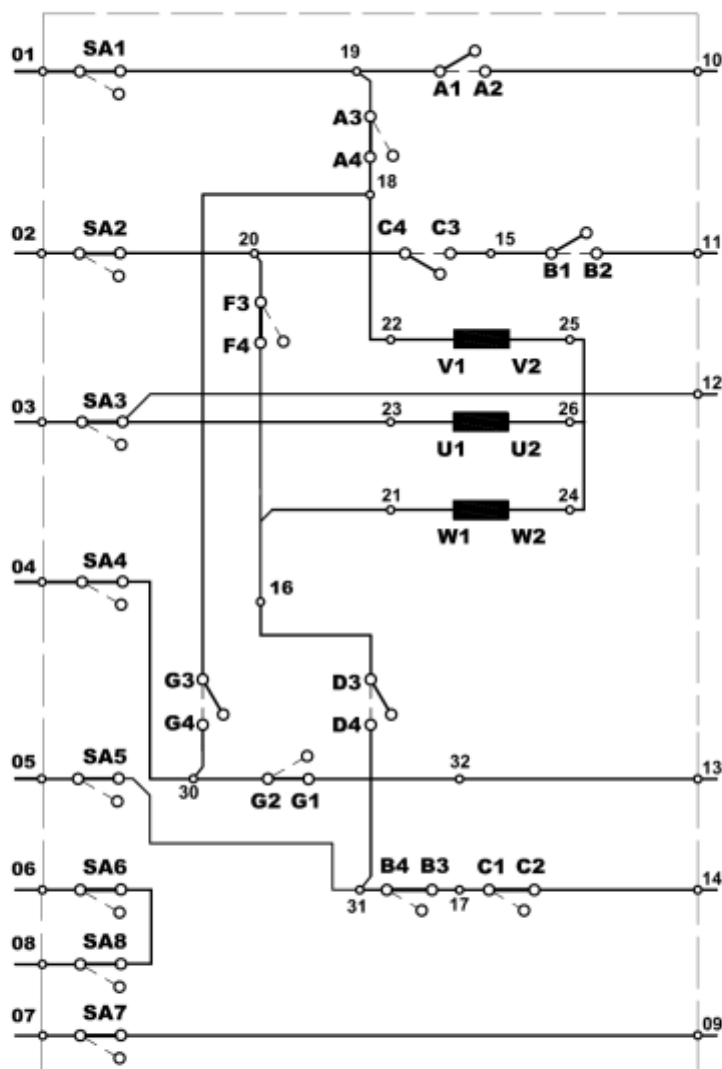 01 SA1 19 A1 A2 10
A3
A4
18
02 SA2 20 C4 C3 15 B1 B2 11
F3
F4
22 V1 V2 25
12
03 SA3 23 U1 U2 26
21 W1 W2 24
04 SA4
16
G3 D3
G4 D4
05 SA5 30 G2 G1 32 13
06 SA6 31 B4 B3 17 C1 C2 14
08 SA8
07 SA7 09